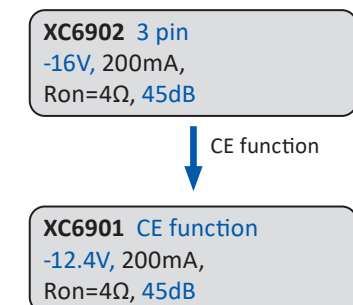 XC6902 3 pin
-16V, 200mA,
Ron=4Ω, 45dB
CE function
XC6901 CE function
-12.4V, 200mA,
Ron=4Ω, 45dB